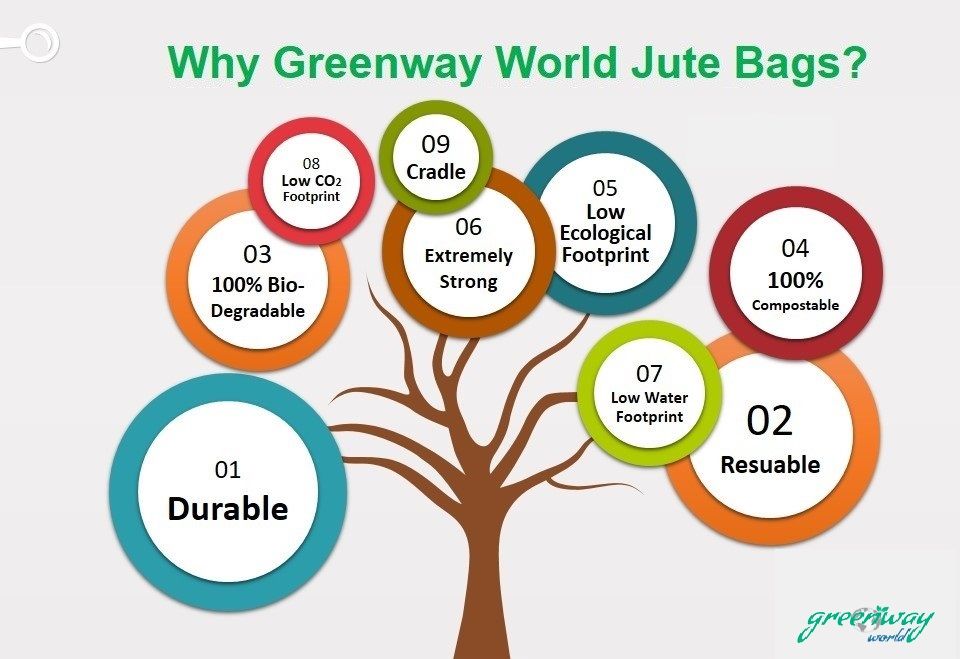 Why Greenway World Jute Bags?
01
Durable
02
Resuable
03
100% Bio-
Degradable
04
100%
Compostable
05
Low
Ecological
Footprint
06
Extremely
Strong
07
Low Water
Footprint
08
Low CO₂
Footprint
09
Cradle
greenway
world